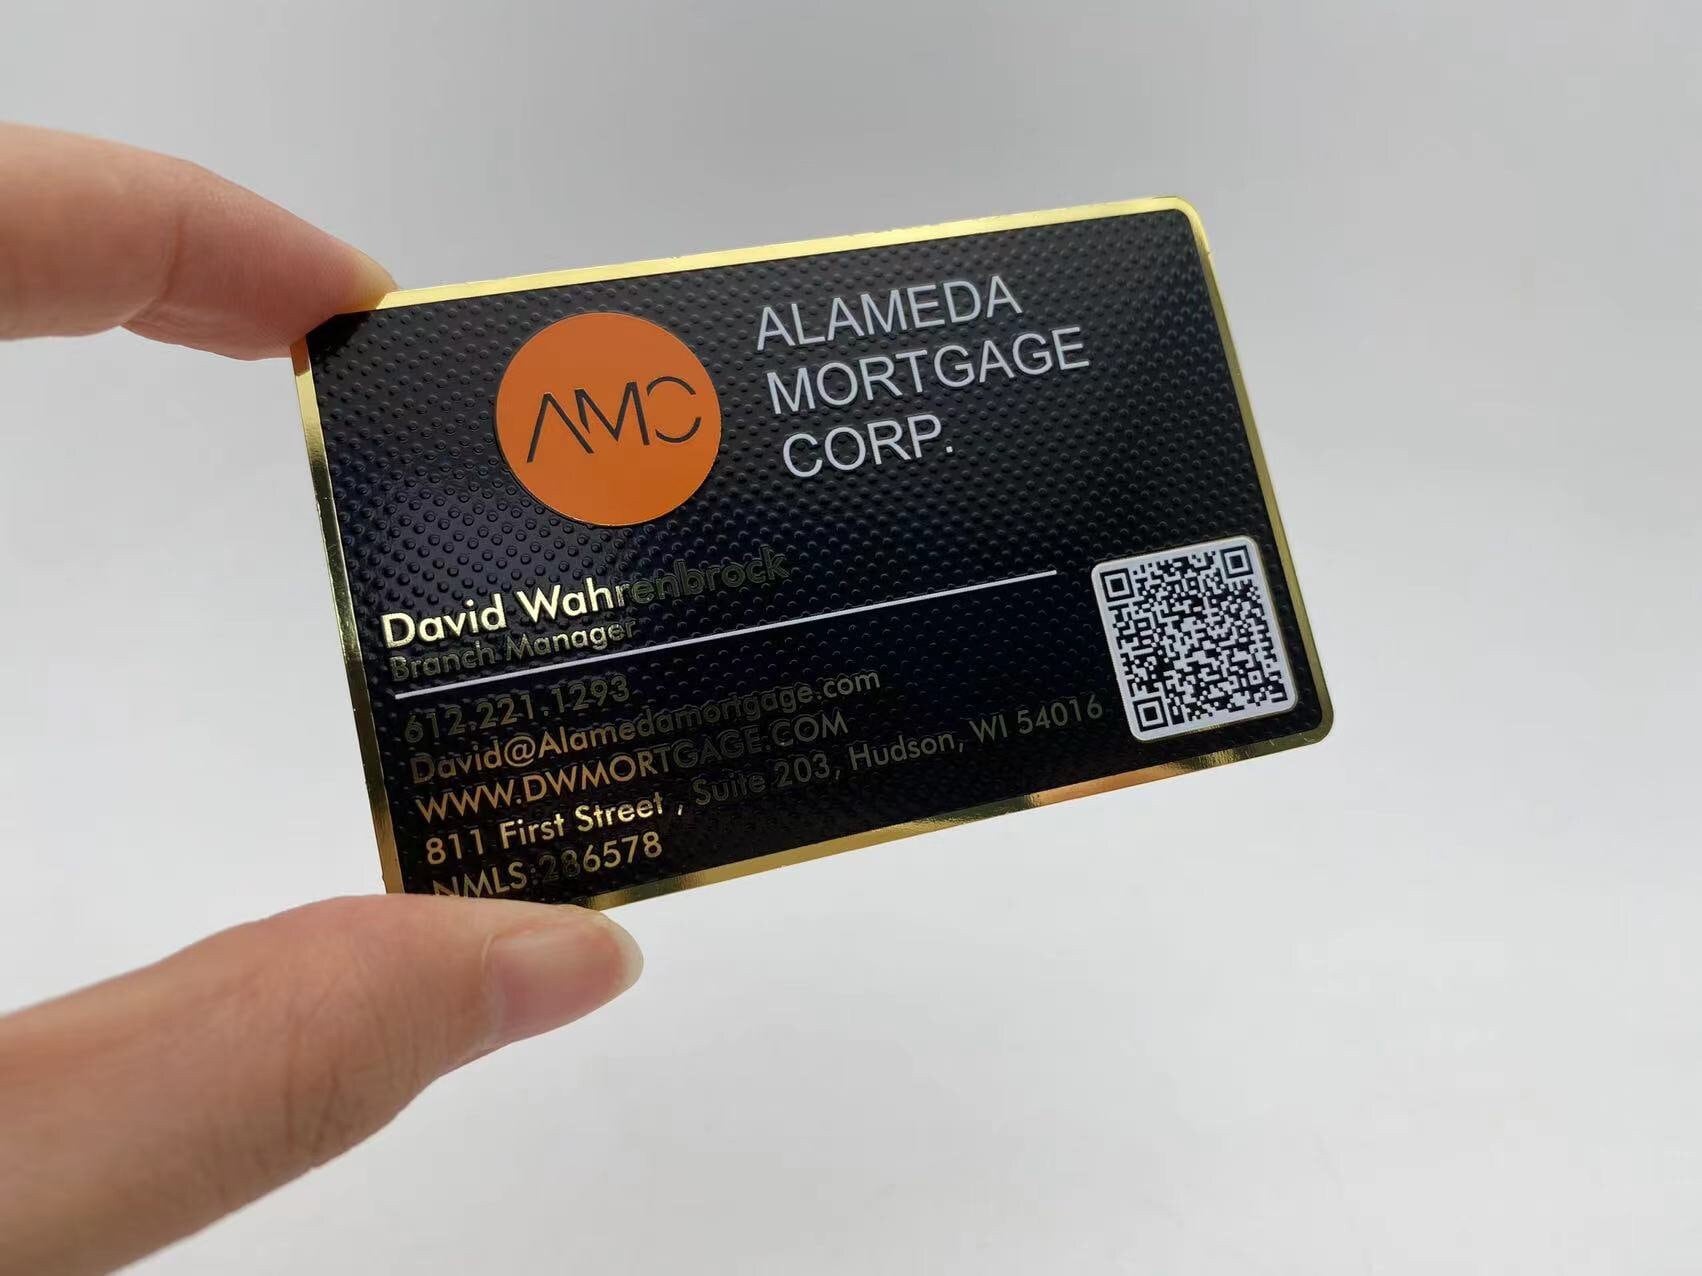 AMC
ALAMEDA
MORTGAGE
CORP.
David Wahrenbrock
Branch Manager
612.221.1293
David@Alamedamortgage.com
WWW.DWMORTGAGE.COM
811 First Street , Suite 203, Hudson, WI 54016
NMLS:286578